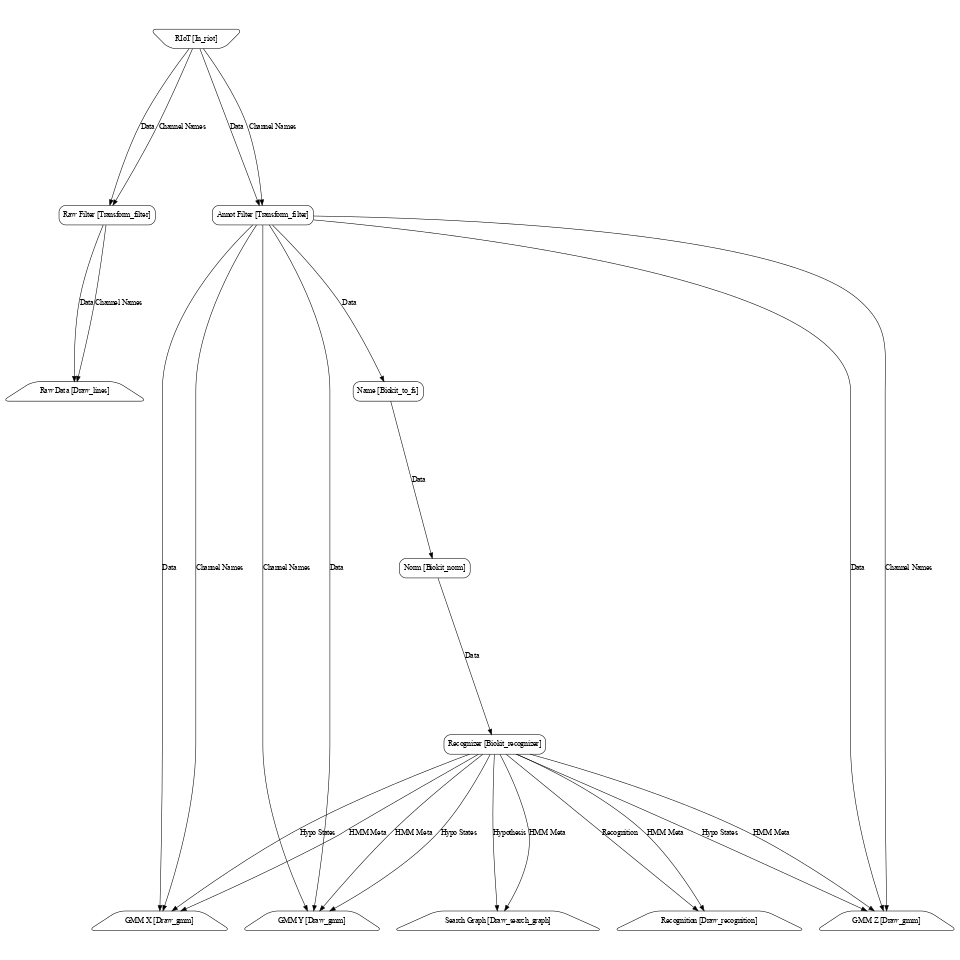 RIoT [In_riot]
Data
Channel Names
Data
Channel Names
Raw Filter [Transform_filter]
Annot Filter [Transform_filter]
Data
Channel Names
Data
Raw Data [Draw_lines]
Name [Biokit_to_fs]
Data
Data
Channel Names
Channel Names
Data
Norm [Biokit_norm]
Data
Channel Names
Data
Recognizer [Biokit_recognizer]
Hypo States
HMM Meta
HMM Meta
Hypo States
Hypothesis
HMM Meta
Recognition
HMM Meta
Hypo States
HMM Meta
GMM X [Draw_gmm]
GMM Y [Draw_gmm]
Search Graph [Draw_search_graph]
Recognition [Draw_recognition]
GMM Z [Draw_gmm]